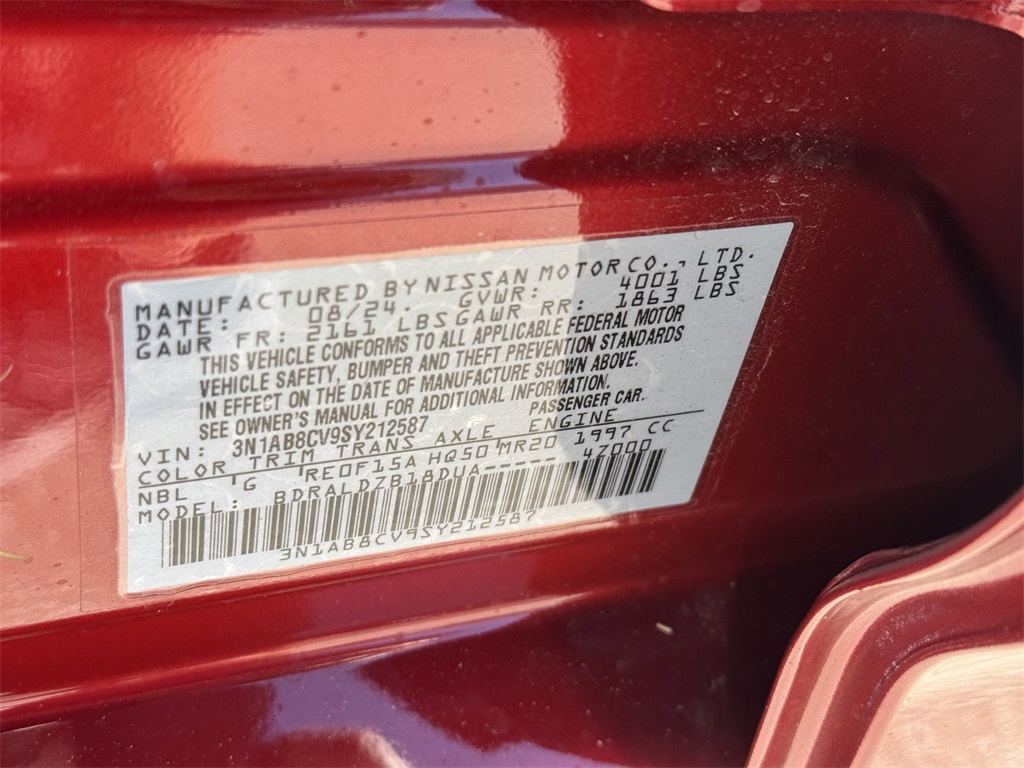 MANUFACTURED BY NISSAN MOTOR CO., LTD.
DATE: 08/24. GVWR: 4001 LBS
GAWR FR: 2161 LBS GAWR RR: 1863 LBS
THIS VEHICLE CONFORMS TO ALL APPLICABLE FEDERAL MOTOR
VEHICLE SAFETY, BUMPER AND THEFT PREVENTION STANDARDS
IN EFFECT ON THE DATE OF MANUFACTURE SHOWN ABOVE.
SEE OWNER'S MANUAL FOR ADDITIONAL INFORMATION.
VIN: 3N1AB8CV9SY212587 PASSENGER CAR.
COLOR TRIM TRANS AXLE ENGINE
NBL G RE0F15A HQ50 MR20 1997 CC
MODEL: BDRALDZB18DUA----- 4Z000
3N1AB8CV9SY212587